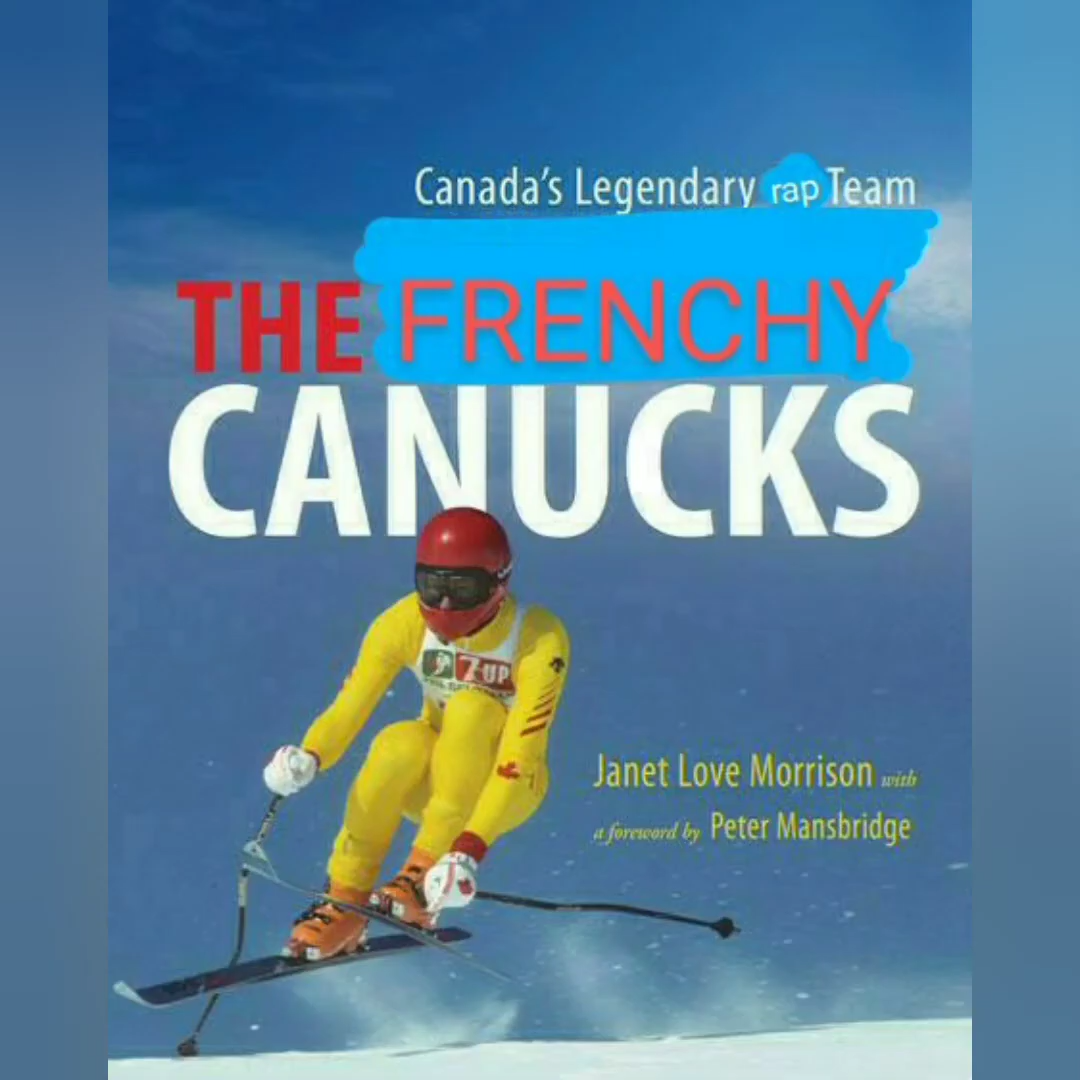 Canada's Legendary rap Team
THE FRENCHY
CANUCKS
7UP
Janet Love Morrison with
a foreword by Peter Mansbridge